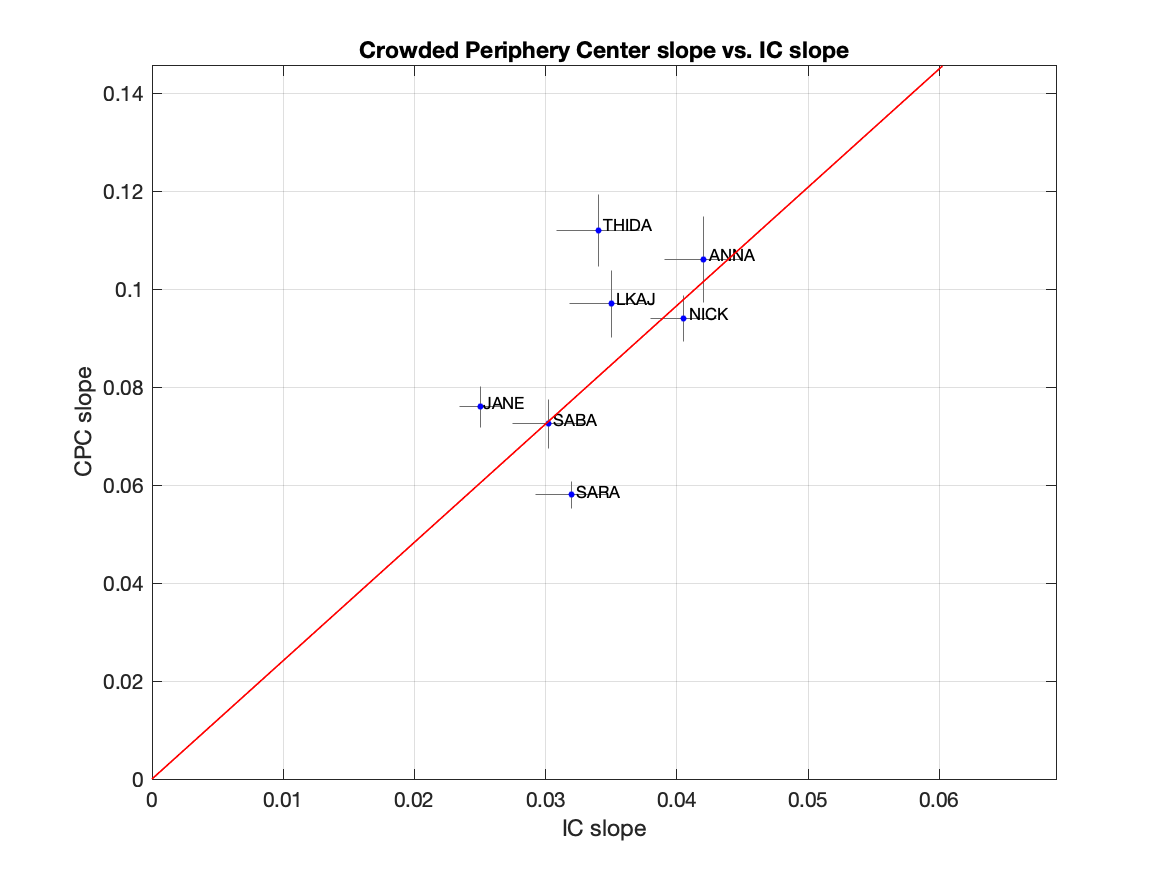 Crowded Periphery Center slope vs. IC slope
0.14
0.12
0.1
0.08
0.06
0.04
0.02
0
CPC slope
THIDA
ANNA
LKAJ
NICK
JANE
SABA
SARA
0 0.01 0.02 0.03 0.04 0.05 0.06
IC slope